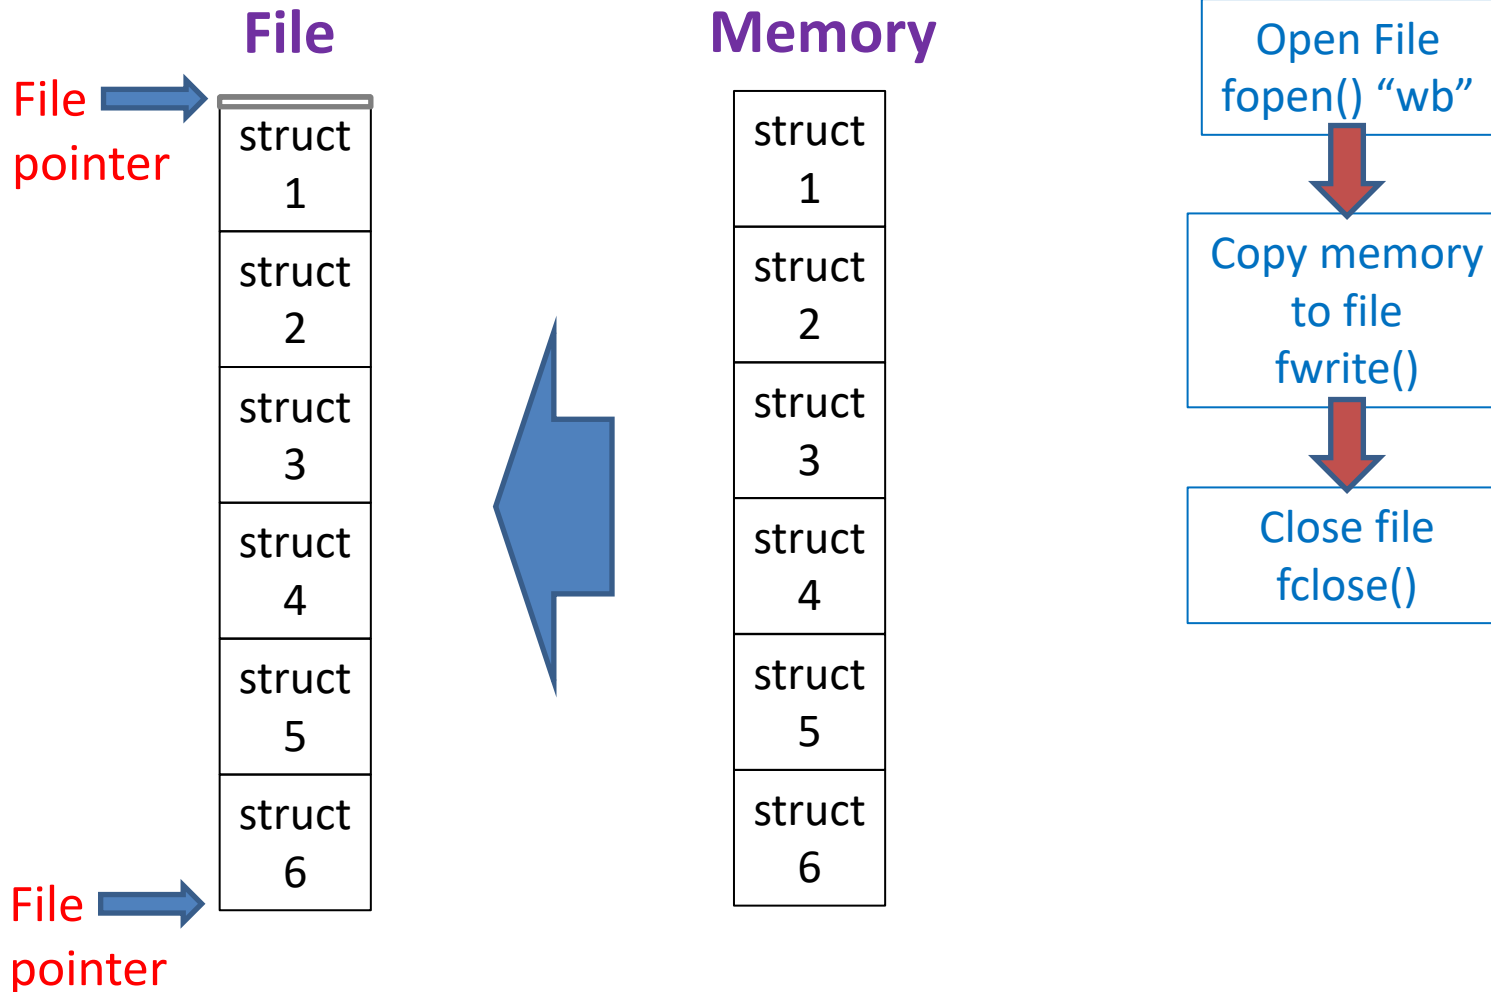 File
File
pointer
struct
1
struct
2
struct
3
struct
4
struct
5
struct
6
File
pointer
Memory
struct
1
struct
2
struct
3
struct
4
struct
5
struct
6
Open File
fopen() “wb”
Copy memory
to file
fwrite()
Close file
fclose()